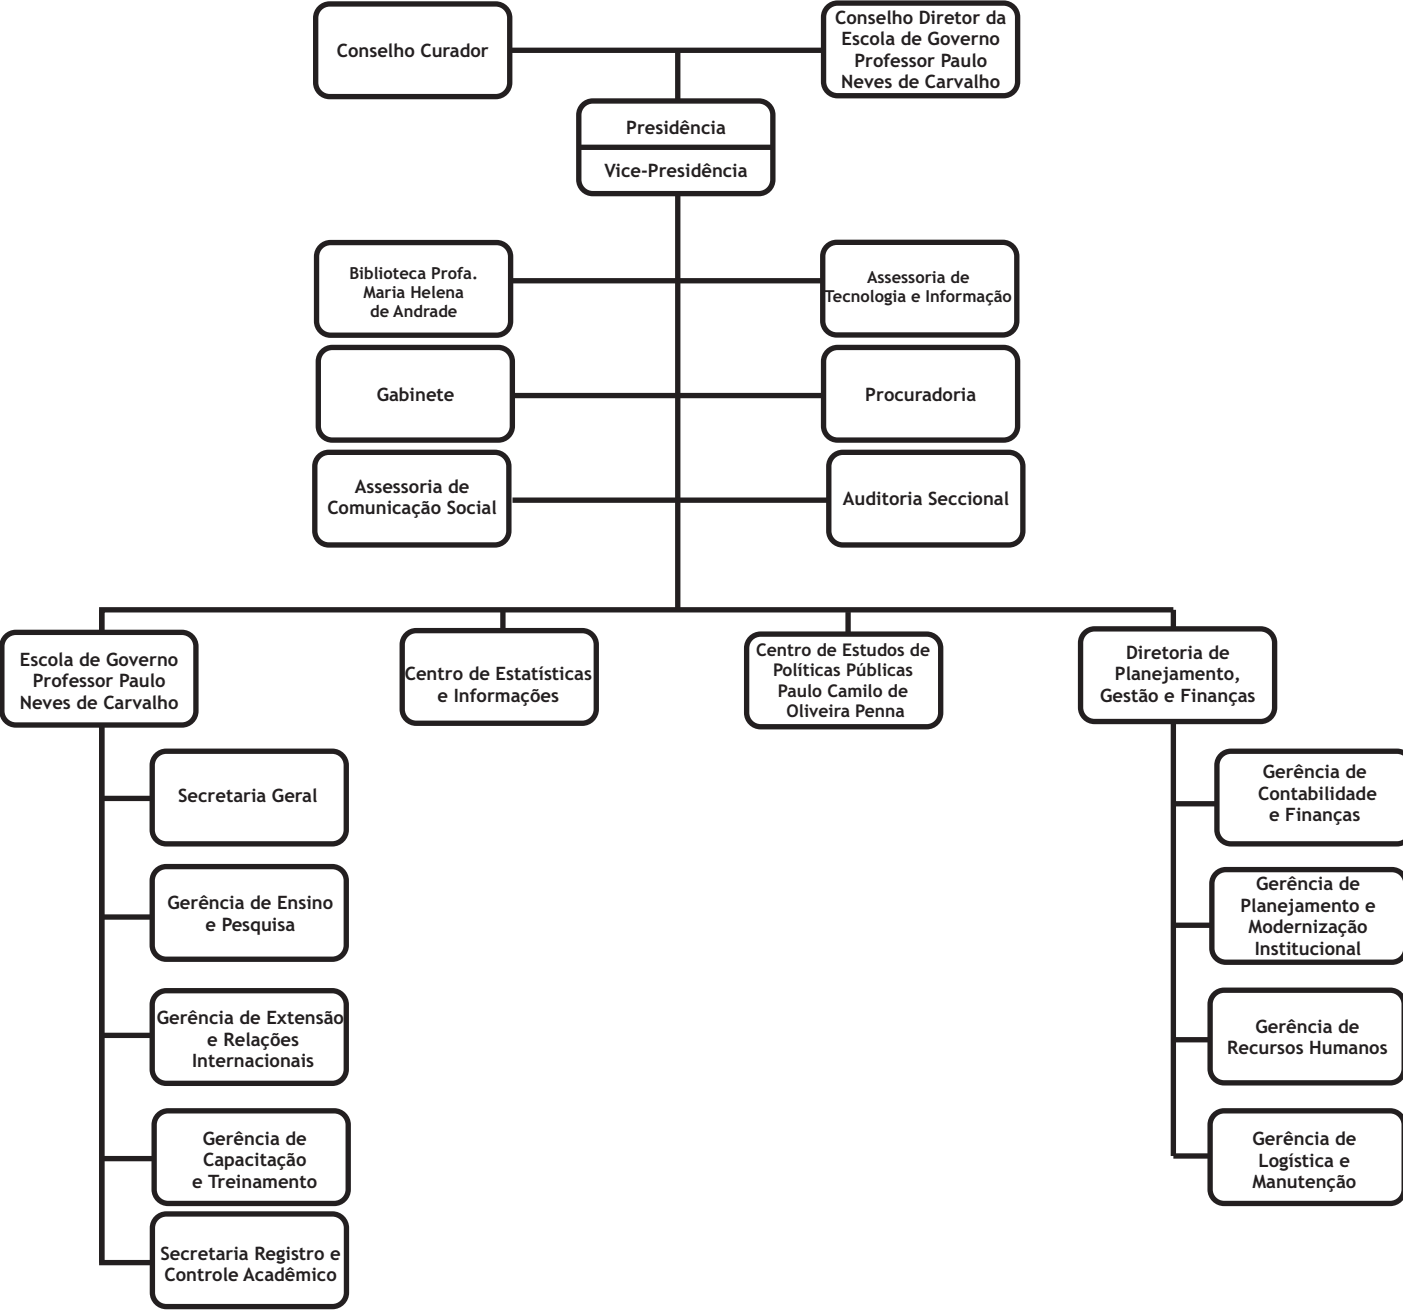 Conselho Curador
Conselho Diretor da
Escola de Governo
Professor Paulo
Neves de Carvalho
Presidência
Vice-Presidência
Biblioteca Profa.
Maria Helena
de Andrade
Assessoria de
Tecnologia e Informação
Gabinete
Procuradoria
Assessoria de
Comunicação Social
Auditoria Seccional
Escola de Governo
Professor Paulo
Neves de Carvalho
Centro de Estatísticas
e Informações
Centro de Estudos de
Políticas Públicas
Paulo Camilo de
Oliveira Penna
Diretoria de
Planejamento,
Gestão e Finanças
Secretaria Geral
Gerência de Ensino
e Pesquisa
Gerência de Extensão
e Relações
Internacionais
Gerência de
Capacitação
e Treinamento
Secretaria Registro e
Controle Acadêmico
Gerência de
Contabilidade
e Finanças
Gerência de
Planejamento e
Modernização
Institucional
Gerência de
Recursos Humanos
Gerência de
Logística e
Manutenção